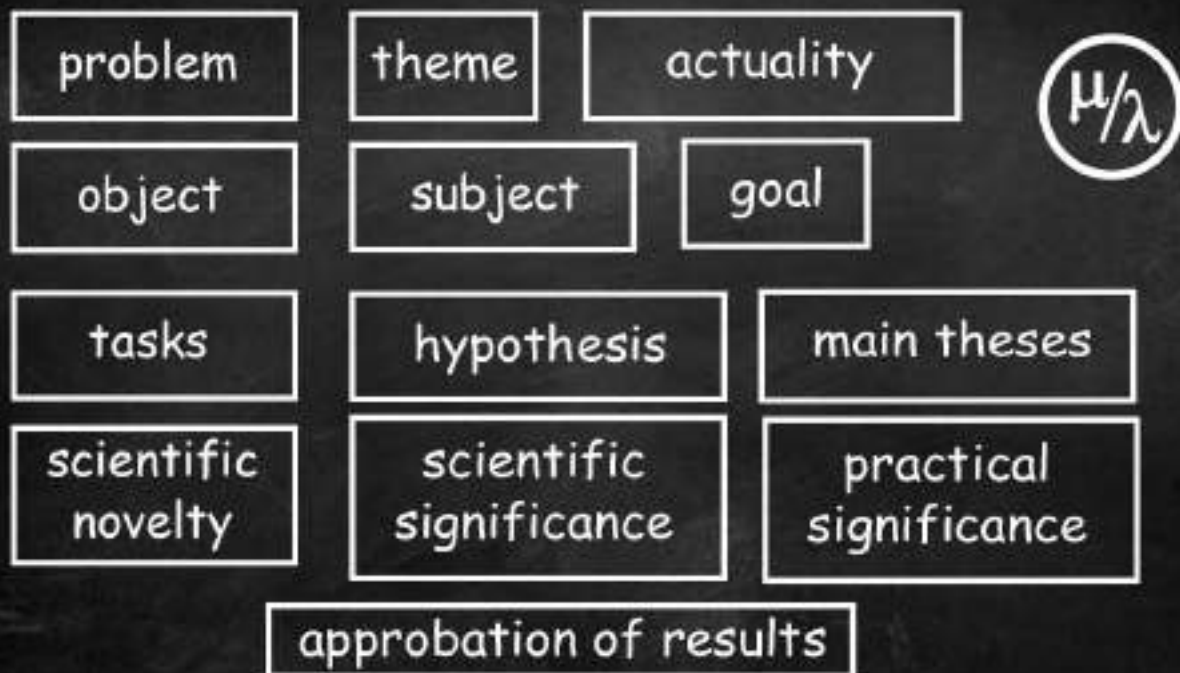 problem
theme
actuality
μ/λ
object
subject
goal
tasks
hypothesis
main theses
scientific
novelty
scientific
significance
practical
significance
approbation of results